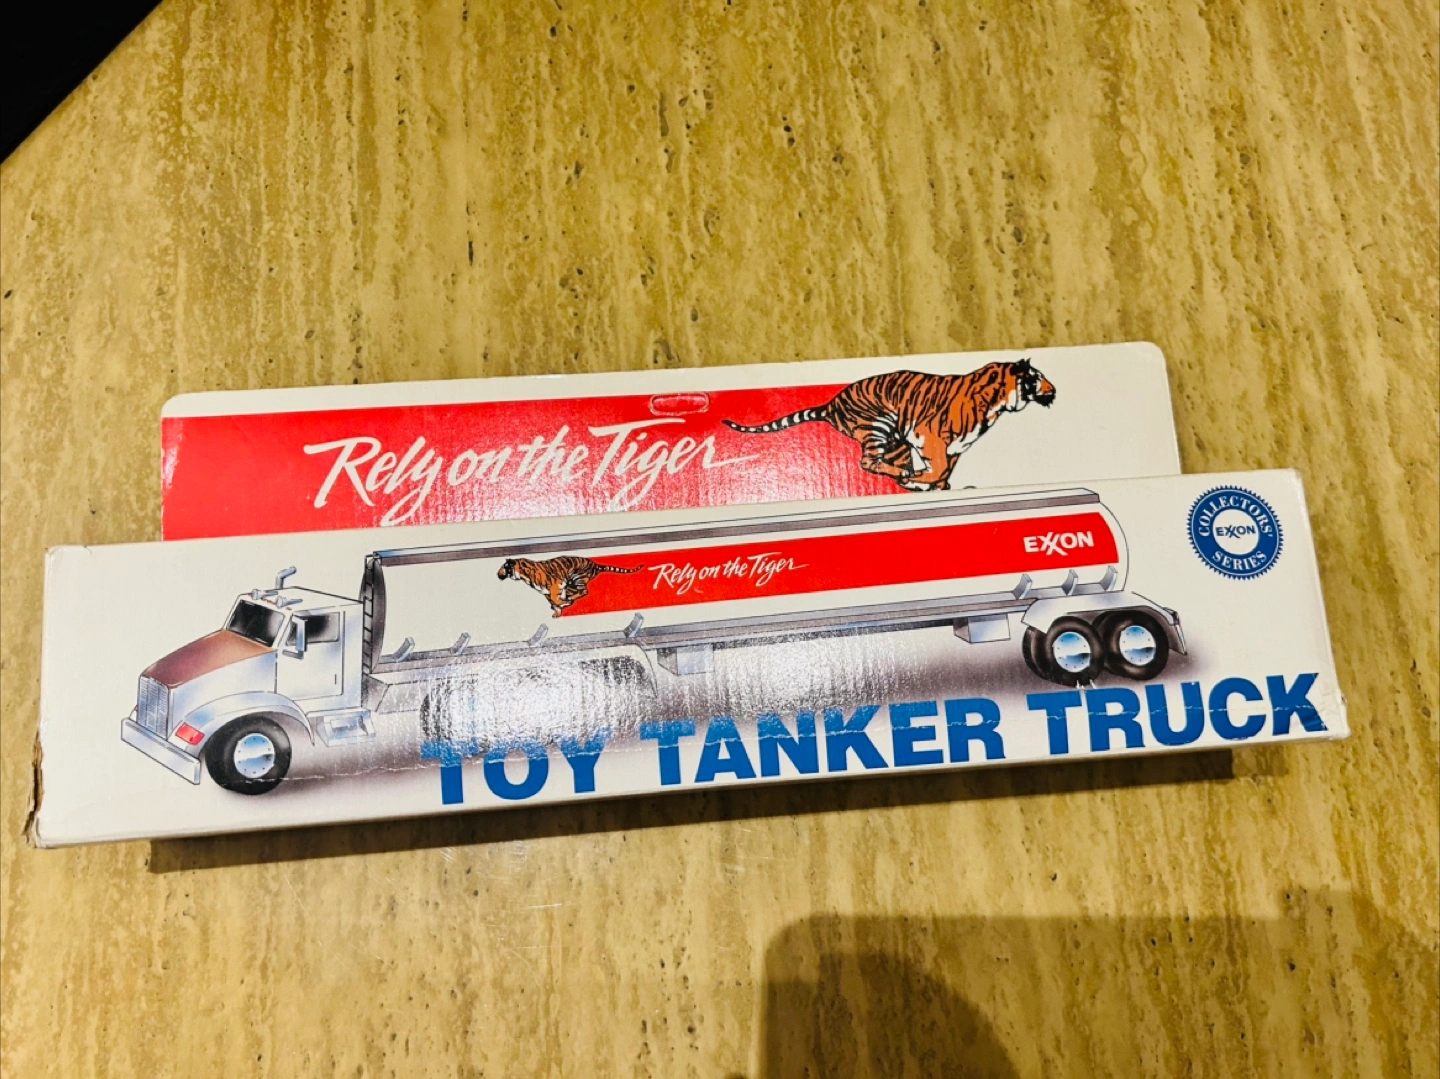 Rely on the Tiger
Rely on the Tiger
EXXON
COLLECTORS'
EXXON
SERIES
TOY TANKER TRUCK